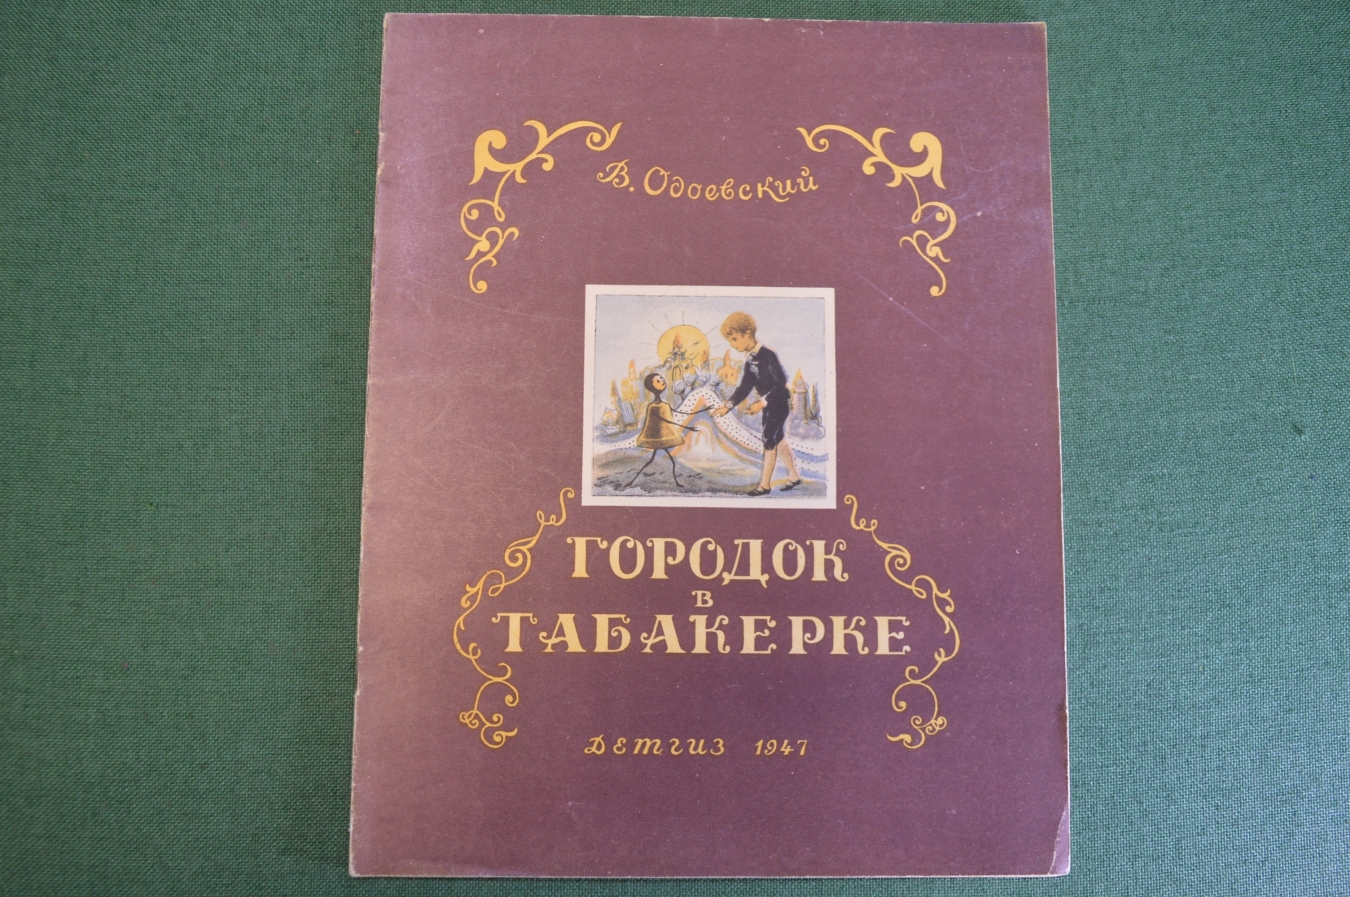 В. Одоевский
ГОРОДОК
В
ТАБАКЕРКЕ
ДЕТГИЗ 1947